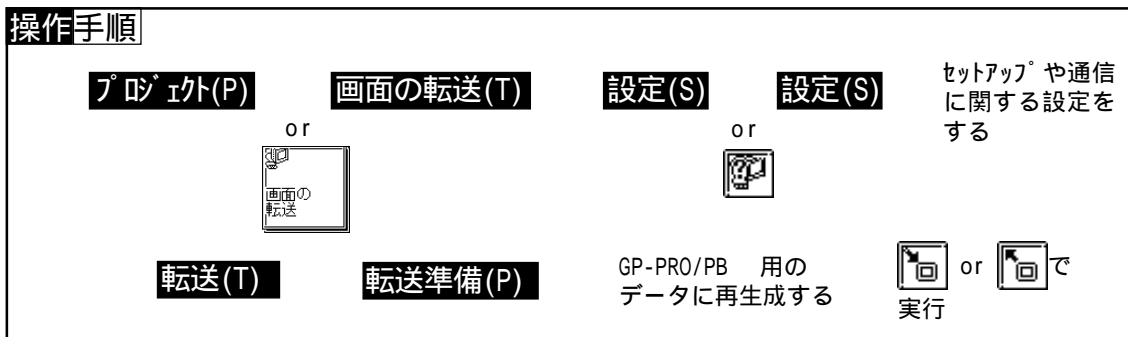 操作手順
プロジェクト(P) 画面の転送(T) 設定(S) 設定(S) セットアップや通信
に関する設定を
する
or or
画面の
転送
転送(T) 転送準備(P) GP-PRO/PB 用の
データに再生成する
or で
実行